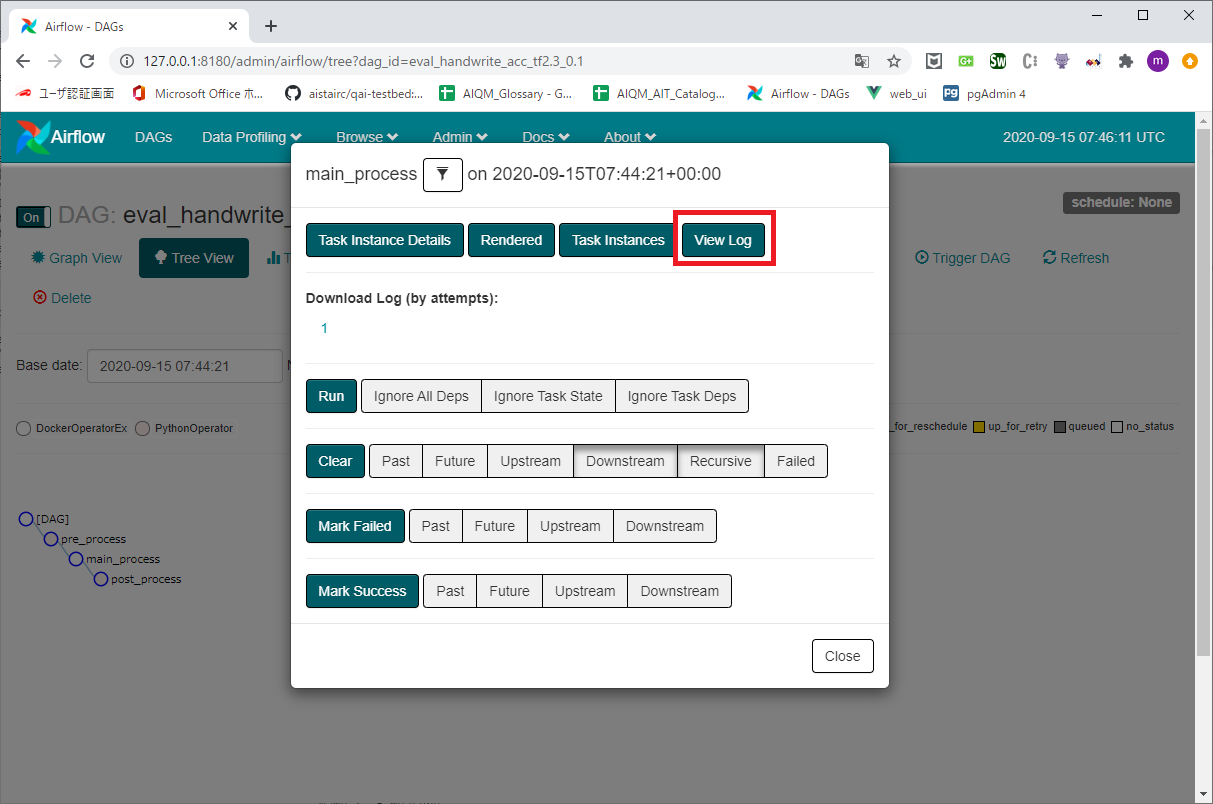 Airflow - DAGs
127.0.0.1:8180/admin/airflow/tree?dag_id=eval_handwrite_acc_tf2.3_0.1
ユーザ認証画面 Microsoft Office ホ... aistairc/qai-testbed:... AIQM_Glossary - G... AIQM_AIT_Catalog... Airflow - DAGs web_ui pgAdmin 4
Airflow DAGs Data Profiling Browse Admin Docs About 2020-09-15 07:46:11 UTC
main_process on 2020-09-15T07:44:21+00:00
On DAG: eval_handwrite_ schedule: None
Task Instance Details Rendered Task Instances View Log
Graph View Tree View Trigger DAG Refresh
Delete
Download Log (by attempts):
1
Base date: 2020-09-15 07:44:21
Run Ignore All Deps Ignore Task State Ignore Task Deps
DockerOperatorEx PythonOperator _for_reschedule up_for_retry queued no_status
Clear Past Future Upstream Downstream Recursive Failed
[DAG]
Mark Failed Past Future Upstream Downstream
pre_process
main_process
post_process
Mark Success Past Future Upstream Downstream
Close